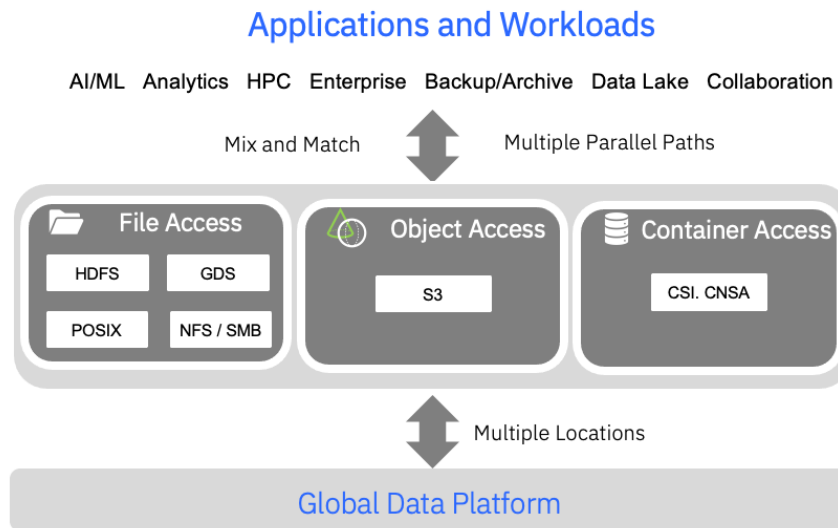 Applications and Workloads
AI/ML Analytics HPC Enterprise Backup/Archive Data Lake Collaboration
Mix and Match
Multiple Parallel Paths
File Access
HDFS
GDS
POSIX
NFS / SMB
Object Access
S3
Container Access
CSI. CNSA
Multiple Locations
Global Data Platform